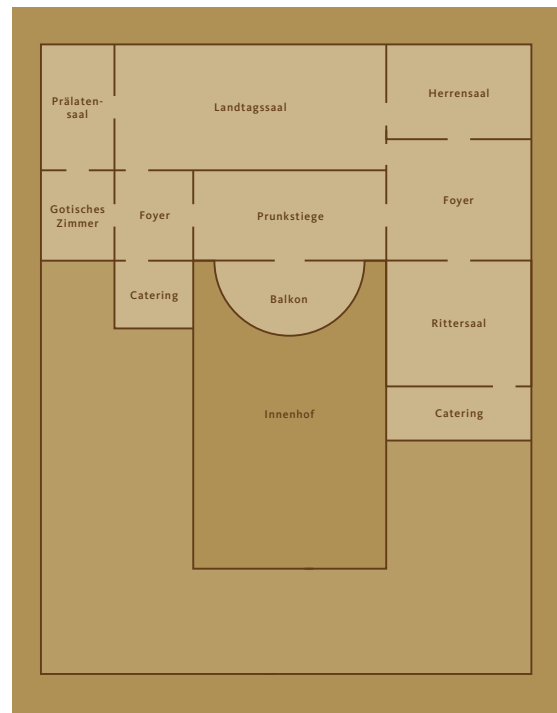 Prälaten-
saal
Landtagssaal
Herrensaal
Gotisches
Zimmer
Foyer
Prunkstiege
Foyer
Catering
Balkon
Rittersaal
Innenhof
Catering